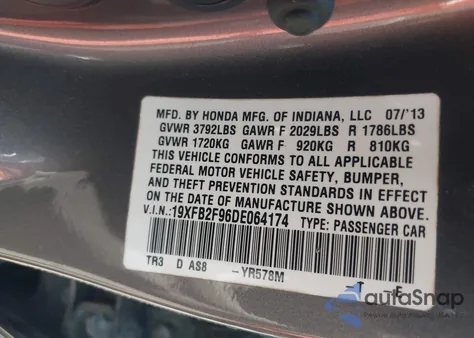 MFD. BY HONDA MFG. OF INDIANA, LLC 07/'13
GVWR 3792LBS GAWR F 2029LBS R 1786LBS
GVWR 1720KG GAWR F 920KG R 810KG
THIS VEHICLE CONFORMS TO ALL APPLICABLE
FEDERAL MOTOR VEHICLE SAFETY, BUMPER,
AND THEFT PREVENTION STANDARDS IN EFFECT
ON THE DATE OF MANUFACTURE SHOWN ABOVE.
V.I.N.:19XFB2F96DE064174 TYPE: PASSENGER CAR
TR3 D AS8 -YR578M
autoSnap